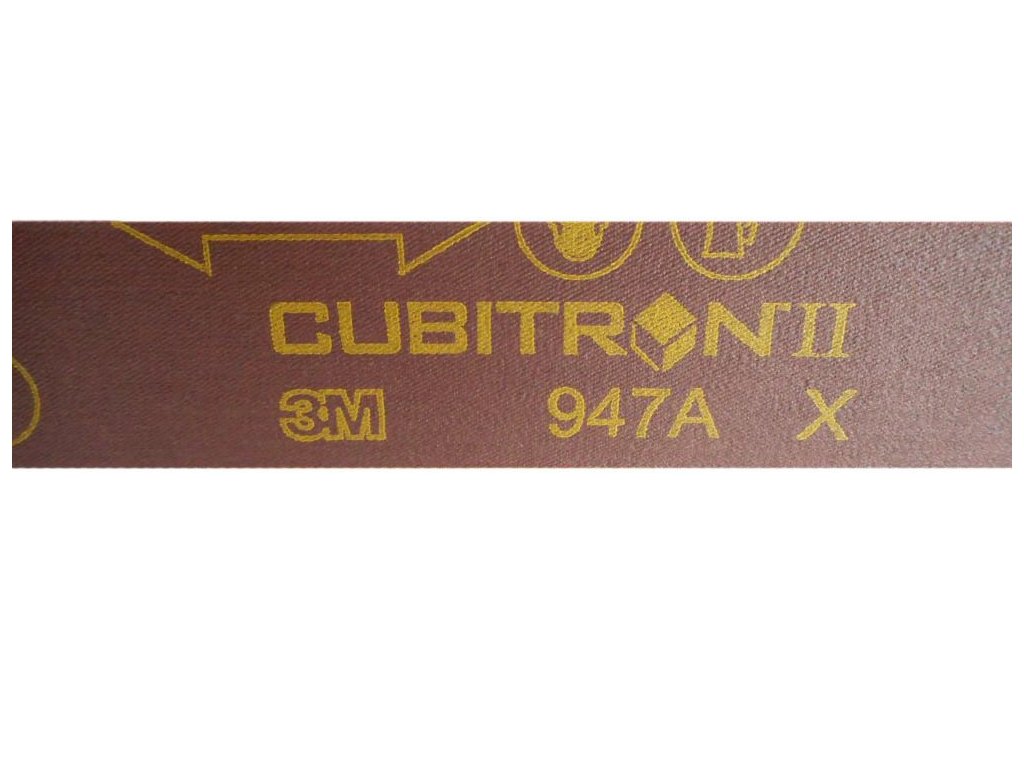 CUBITRON II
3M 947A X